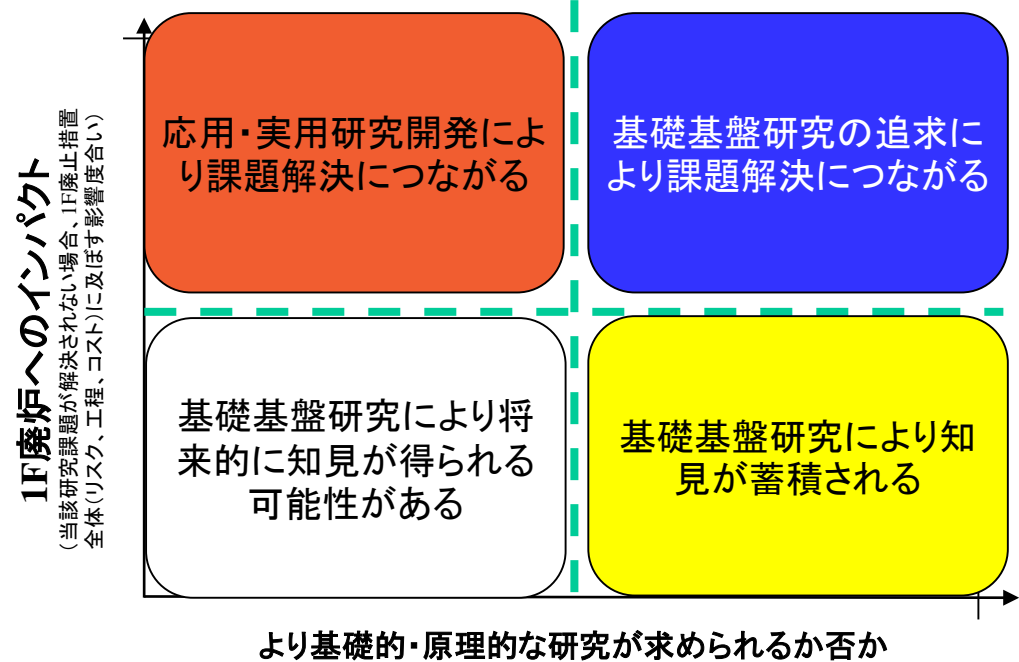 1F廃炉へのインパクト
（当該研究課題が解決されない場合、1F廃止措置
全体（リスク、工程、コスト）に及ぼす影響度合い）
応用・実用研究開発によ
り課題解決につながる
基礎基盤研究の追求に
より課題解決につながる
基礎基盤研究により将
来的に知見が得られる
可能性がある
基礎基盤研究により知
見が蓄積される
より基礎的・原理的な研究が求められるか否か